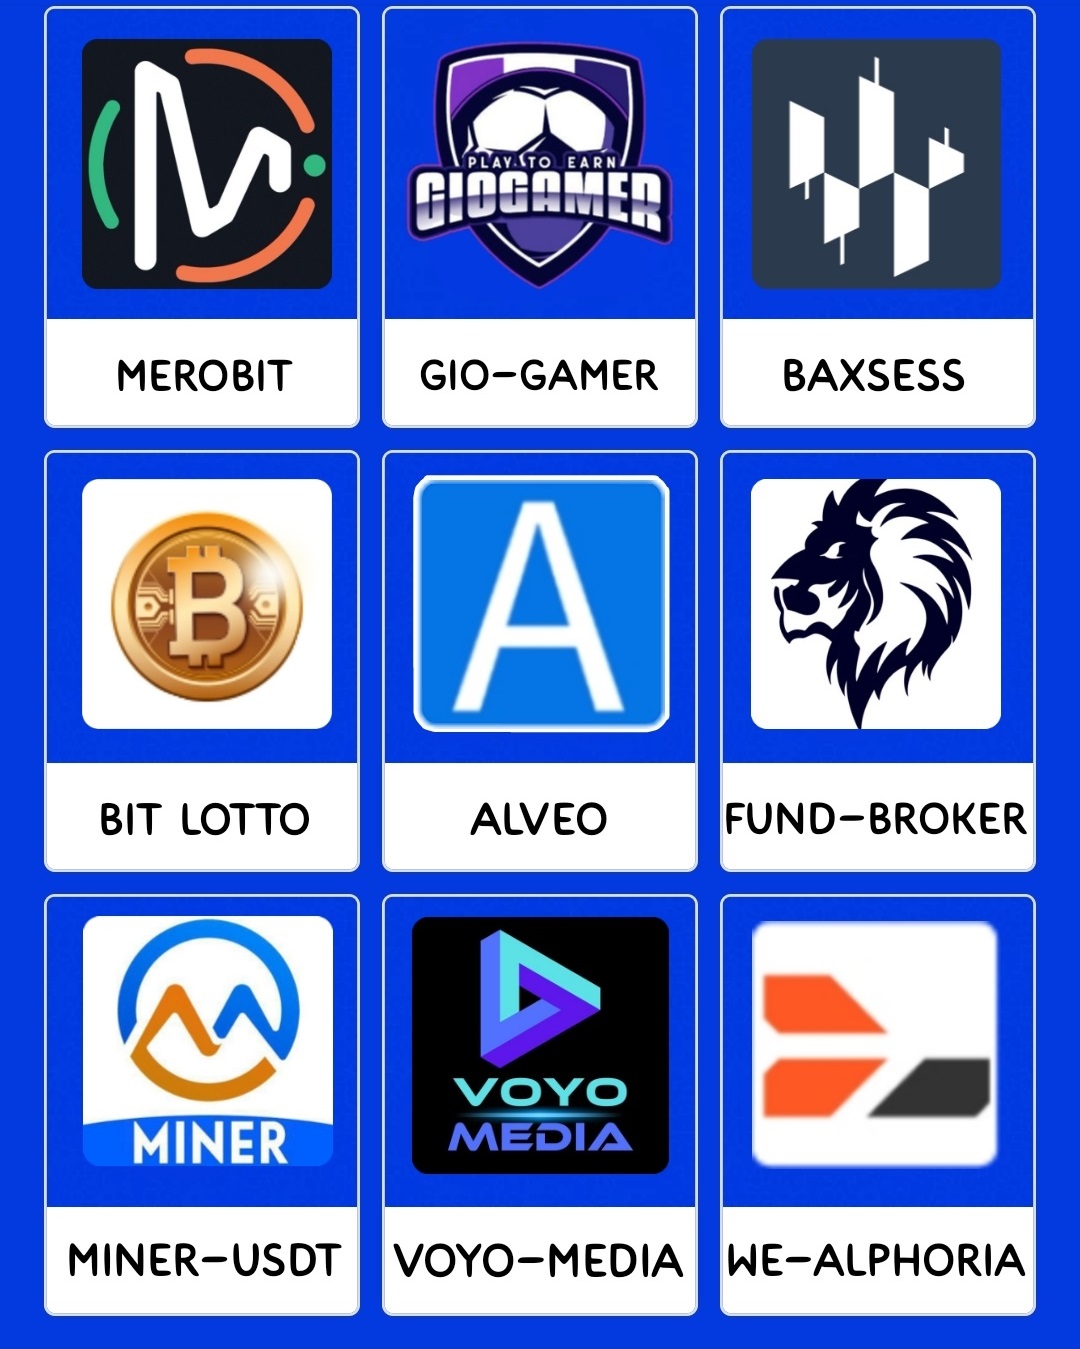 PLAY TO EARN
GIOGAMER
MEROBIT
GIO-GAMER
BAXSESS
B
A
BIT LOTTO
ALVEO
FUND-BROKER
MINER
VOYO
MEDIA
MINER-USDT
VOYO-MEDIA
WE-ALPHORIA